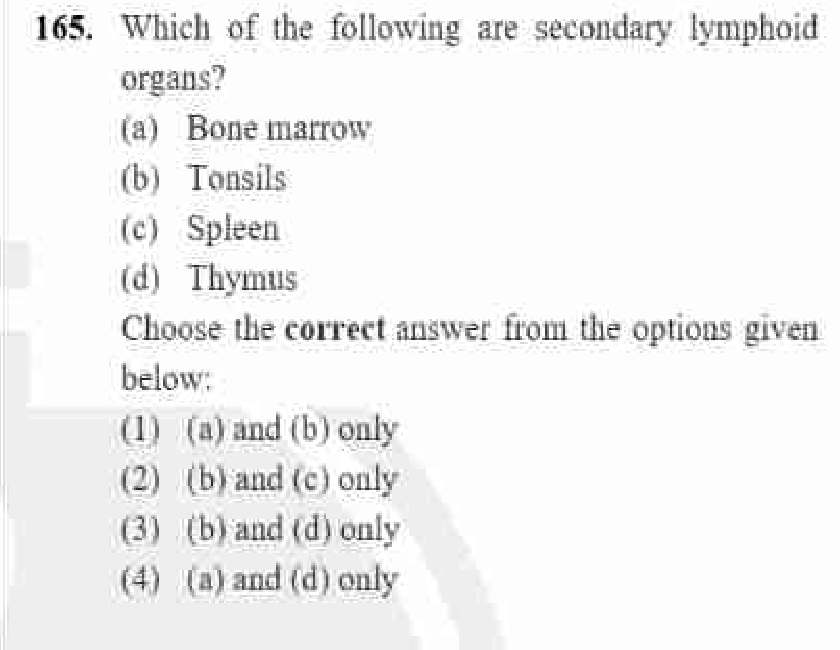 165. Which of the following are secondary lymphoid
organs?
(a) Bone marrow
(b) Tonsils
(c) Spleen
(d) Thymus
Choose the correct answer from the options given
below:
(1) (a) and (b) only
(2) (b) and (c) only
(3) (b) and (d) only
(4) (a) and (d) only